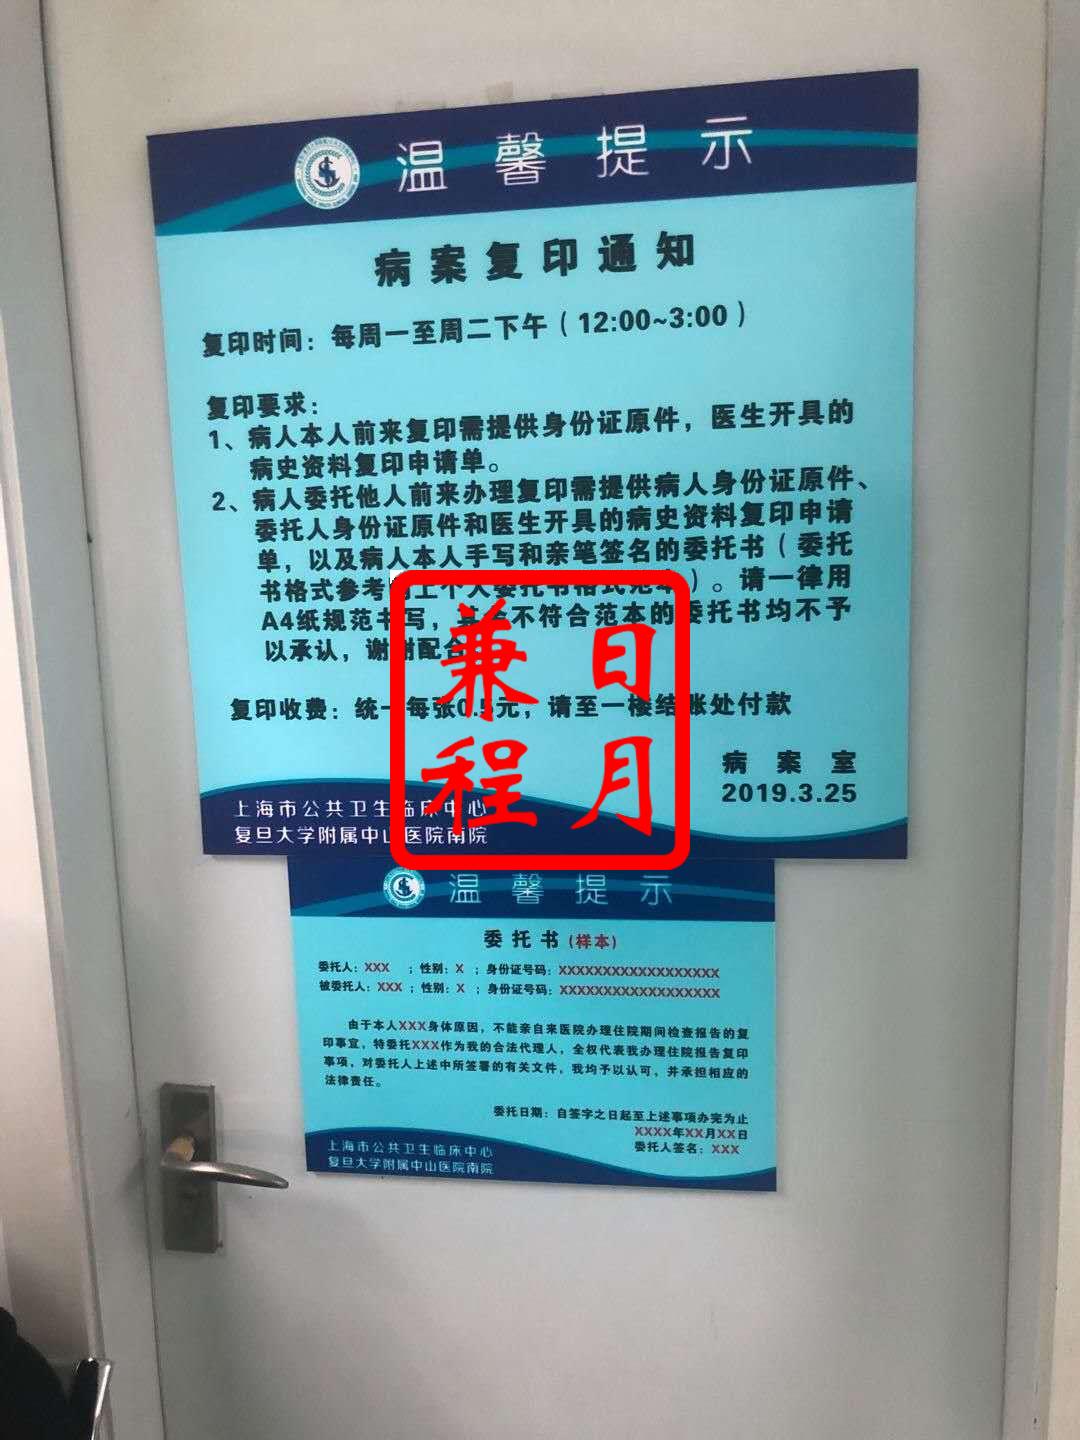 温馨提示
病案复印通知
复印时间：每周一至周二下午（12:00~3:00）
复印要求：
1、病人本人前来复印需提供身份证原件，医生开具的
病史资料复印申请单。
2、病人委托他人前来办理复印需提供病人身份证原件、
委托人身份证原件和医生开具的病史资料复印申请
单，以及病人本人手写和亲笔签名的委托书（委托
书格式参考 上个人委托书格式范本）。请一律用
A4纸规范书写，其 不符合范本的委托书均不予
以承认，谢谢配合
复印收费：统一每张0.5元，请至一楼结账处付款
病案室
2019.3.25
上海市公共卫生临床中心
复旦大学附属中山医院南院
日月
兼程
温馨提示
委托书(样本)
委托人：XXX ；性别：X ；身份证号码：XXXXXXXXXXXXXXXXXX
被委托人：XXX ；性别：X ；身份证号码：XXXXXXXXXXXXXXXXXX
由于本人XXX身体原因，不能亲自来医院办理住院期间检查报告的复
印事宜，特委托XXX作为我的合法代理人，全权代表我办理住院报告复印
事项，对委托人上述中所签署的有关文件，我均予以认可，并承担相应的
法律责任。
委托日期：自签字之日起至上述事项办完为止
XXXX年XX月XX日
委托人签名：XXX
上海市公共卫生临床中心
复旦大学附属中山医院南院